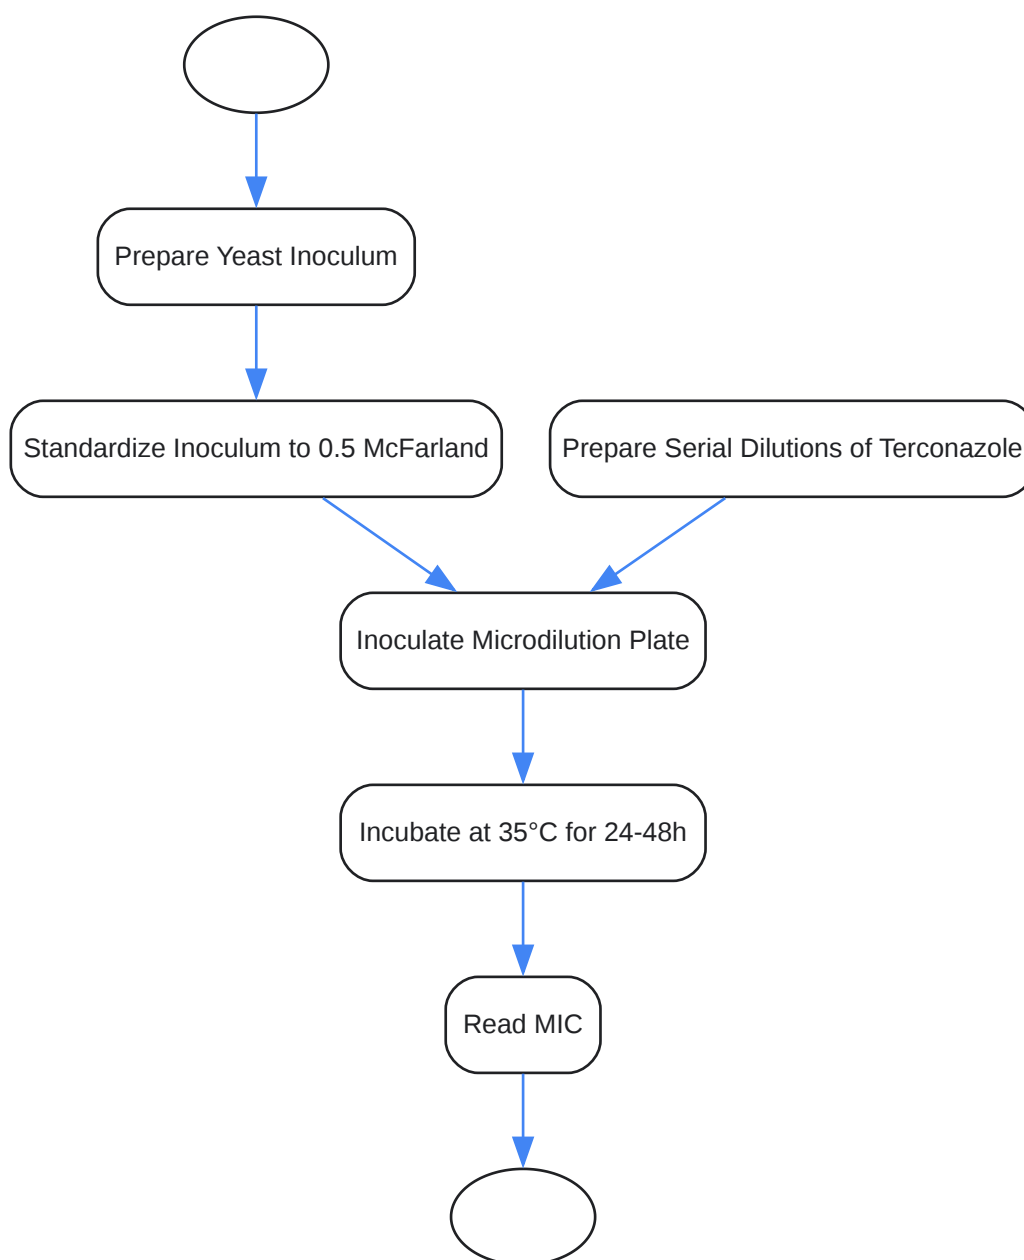 Prepare Yeast Inoculum
Standardize Inoculum to 0.5 McFarland
Prepare Serial Dilutions of Terconazole
Inoculate Microdilution Plate
Incubate at 35°C for 24-48h
Read MIC